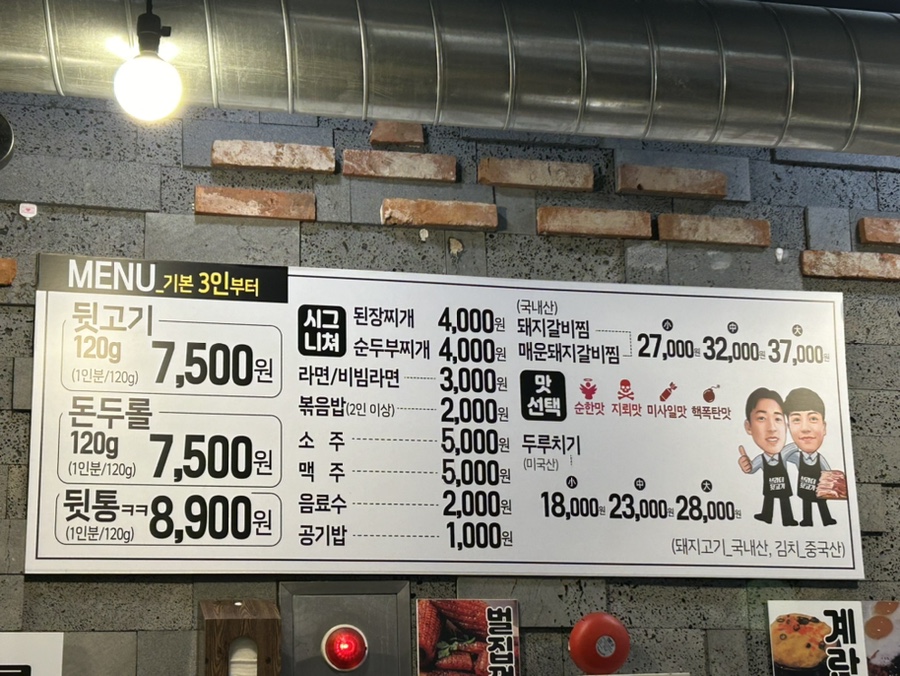 MENU_기본 3인부터
뒷고기
120g
(1인분/120g)
7,500원
돈두롤
120g
(1인분/120g)
7,500원
뒷통ㅋㅋ
(1인분/120g)
8,900원
시그
니쳐
된장찌개 4,000원
순두부찌개 4,000원
라면/비빔라면 3,000원
볶음밥(2인 이상) 2,000원
소 주 5,000원
맥 주 5,000원
음료수 2,000원
공기밥 1,000원
(국내산)
돼지갈비찜
매운돼지갈비찜
小 27,000원 中 32,000원 大 37,000원
맛
선택
순한맛 지뢰맛 미사일맛 핵폭탄맛
두루치기
(미국산)
小 18,000원 中 23,000원 大 28,000원
(돼지고기_국내산, 김치_중국산)
벌집
계란